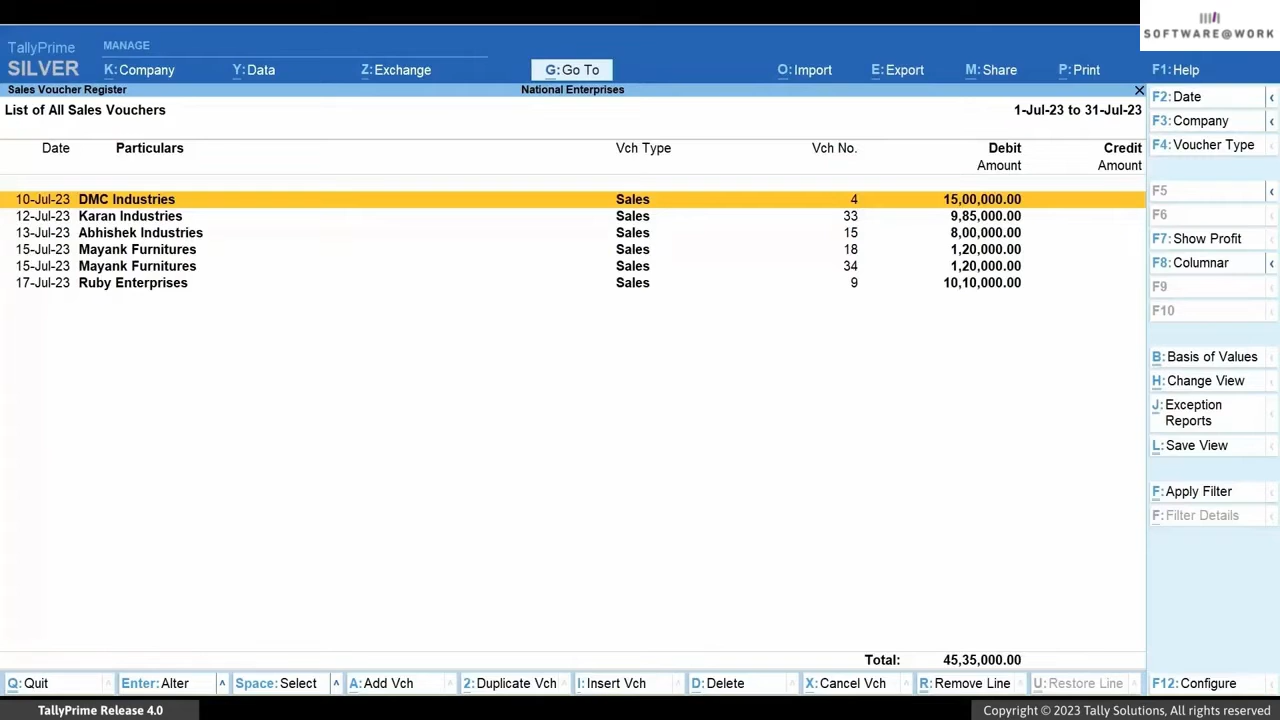 SOFTWARE@WORK
TallyPrime MANAGE
SILVER K:Company Y:Data Z:Exchange G:Go To O:Import E:Export M:Share P:Print F1:Help
Sales Voucher Register National Enterprises ✕
List of All Sales Vouchers 1-Jul-23 to 31-Jul-23
Date Particulars Vch Type Vch No. Debit Credit
Amount Amount
10-Jul-23 DMC Industries Sales 4 15,00,000.00
12-Jul-23 Karan Industries Sales 33 9,85,000.00
13-Jul-23 Abhishek Industries Sales 15 8,00,000.00
15-Jul-23 Mayank Furnitures Sales 18 1,20,000.00
15-Jul-23 Mayank Furnitures Sales 34 1,20,000.00
17-Jul-23 Ruby Enterprises Sales 9 10,10,000.00
Total: 45,35,000.00
F2:Date
F3:Company
F4:Voucher Type
F5
F6
F7:Show Profit
F8:Columnar
F9
F10
B:Basis of Values
H:Change View
J:Exception
Reports
L:Save View
F:Apply Filter
F:Filter Details
Q:Quit Enter:Alter Space:Select A:Add Vch 2:Duplicate Vch I:Insert Vch D:Delete X:Cancel Vch R:Remove Line U:Restore Line F12:Configure
TallyPrime Release 4.0 Copyright © 2023 Tally Solutions, All rights reserved